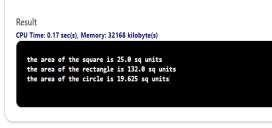 Result
CPU Time: 0.17 sec(s), Memory: 32168 kilobyte(s)
the area of the square is 25.0 sq units
the area of the rectangle is 132.0 sq units
the area of the circle is 19.625 sq units